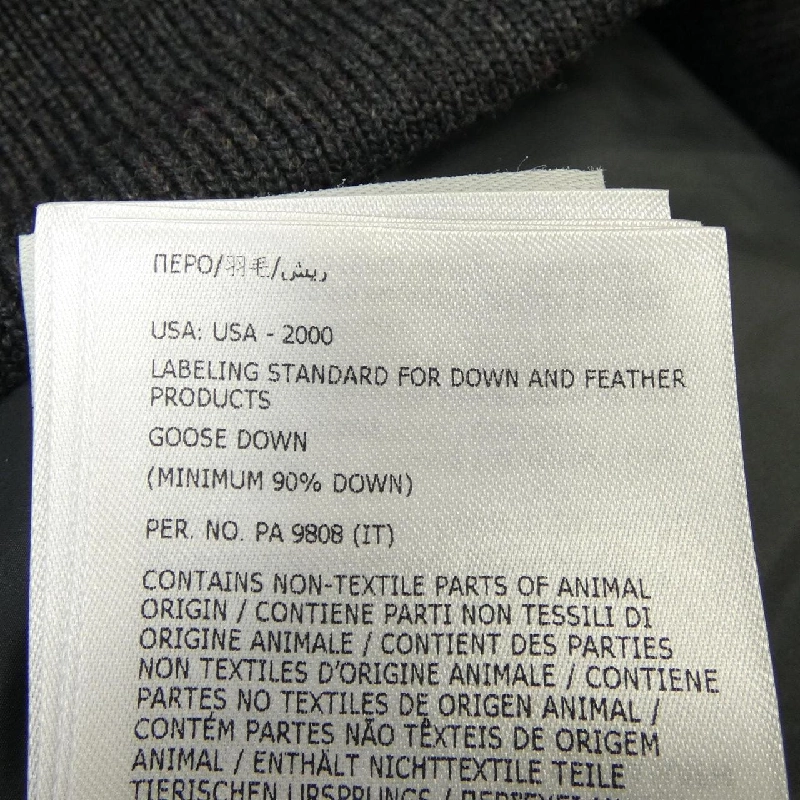 ПЕРО/羽毛/ريش
USA: USA - 2000
LABELING STANDARD FOR DOWN AND FEATHER
PRODUCTS
GOOSE DOWN
(MINIMUM 90% DOWN)
PER. NO. PA 9808 (IT)
CONTAINS NON-TEXTILE PARTS OF ANIMAL
ORIGIN / CONTIENE PARTI NON TESSILI DI
ORIGINE ANIMALE / CONTIENT DES PARTIES
NON TEXTILES D'ORIGINE ANIMALE / CONTIENE
PARTES NO TEXTILES DE ORIGEN ANIMAL /
CONTÉM PARTES NÃO TÊXTEIS DE ORIGEM
ANIMAL / ENTHÄLT NICHTTEXTILE TEILE
TIERISCHEN URSPRUNGS /